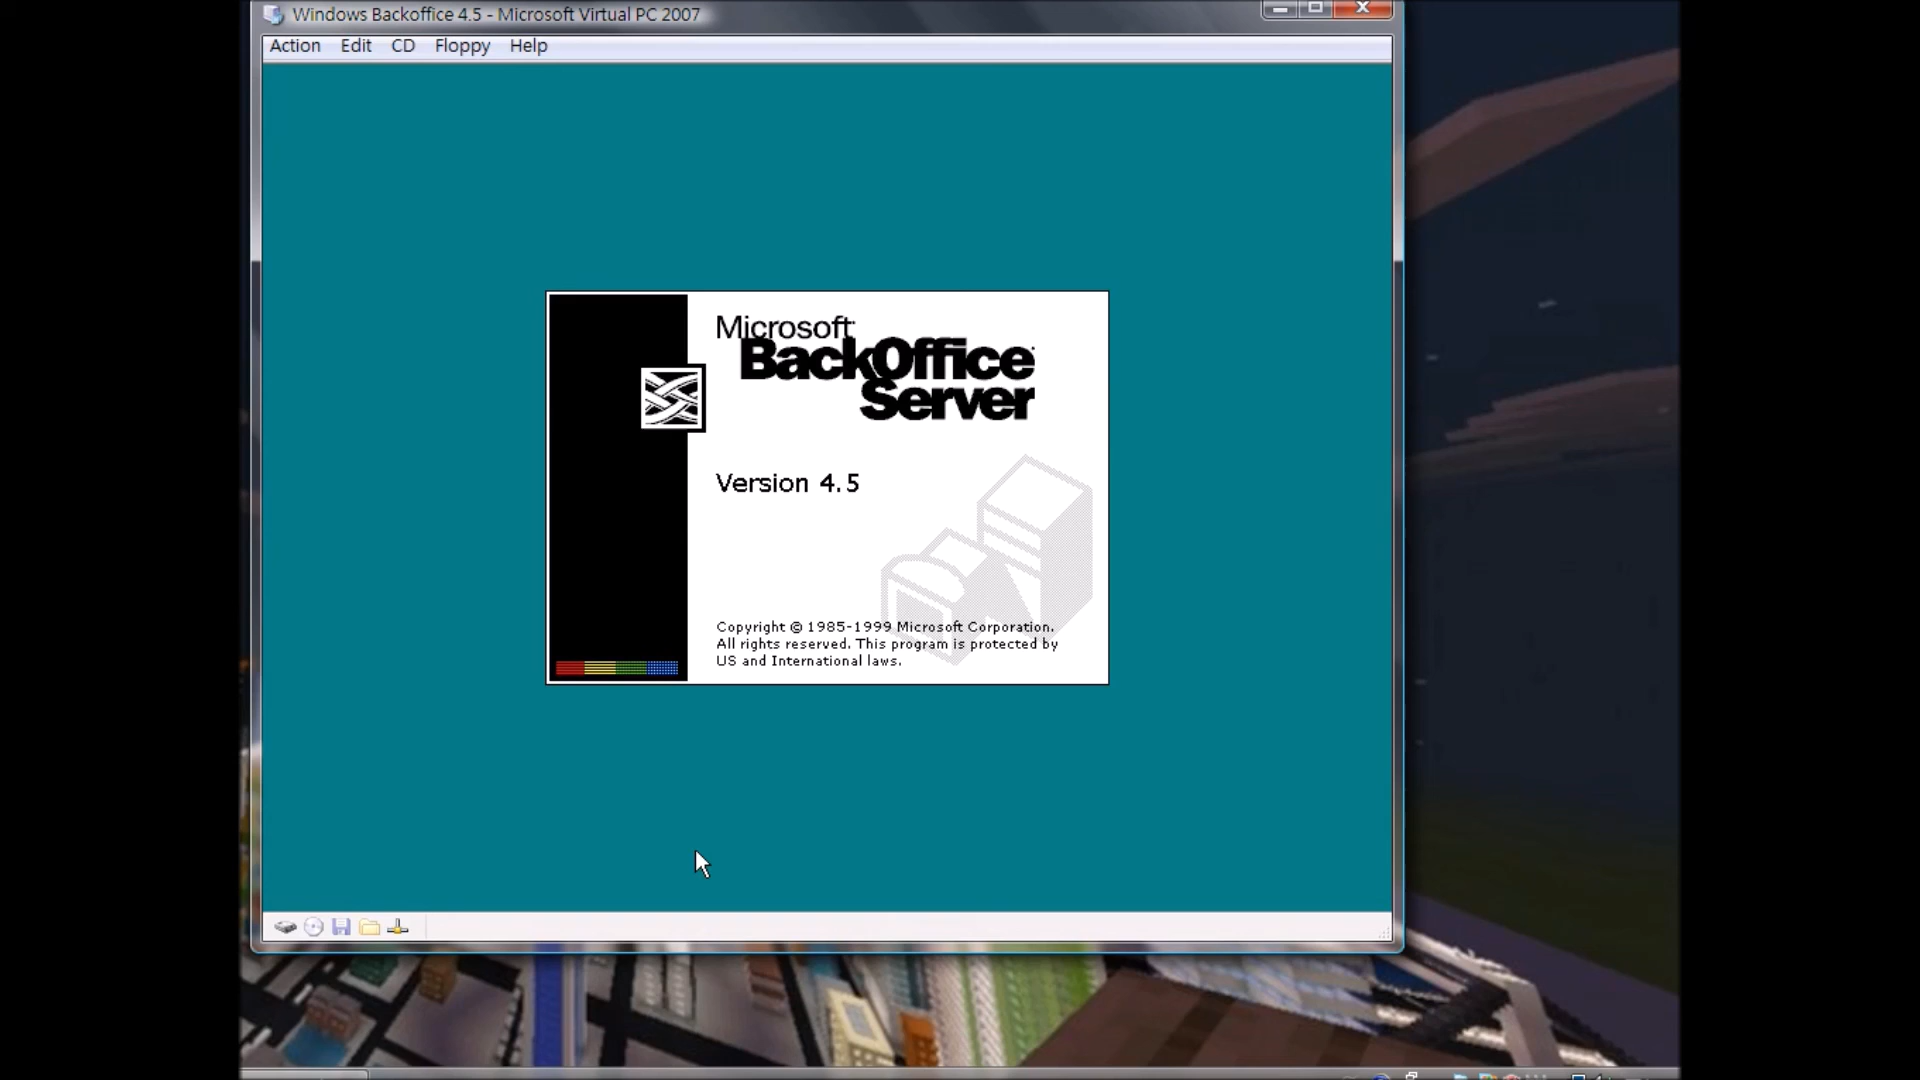 Windows Backoffice 4.5 - Microsoft Virtual PC 2007
Action Edit CD Floppy Help
Microsoft
BackOffice
Server
Version 4.5
Copyright © 1985-1999 Microsoft Corporation.
All rights reserved. This program is protected by
US and International laws.